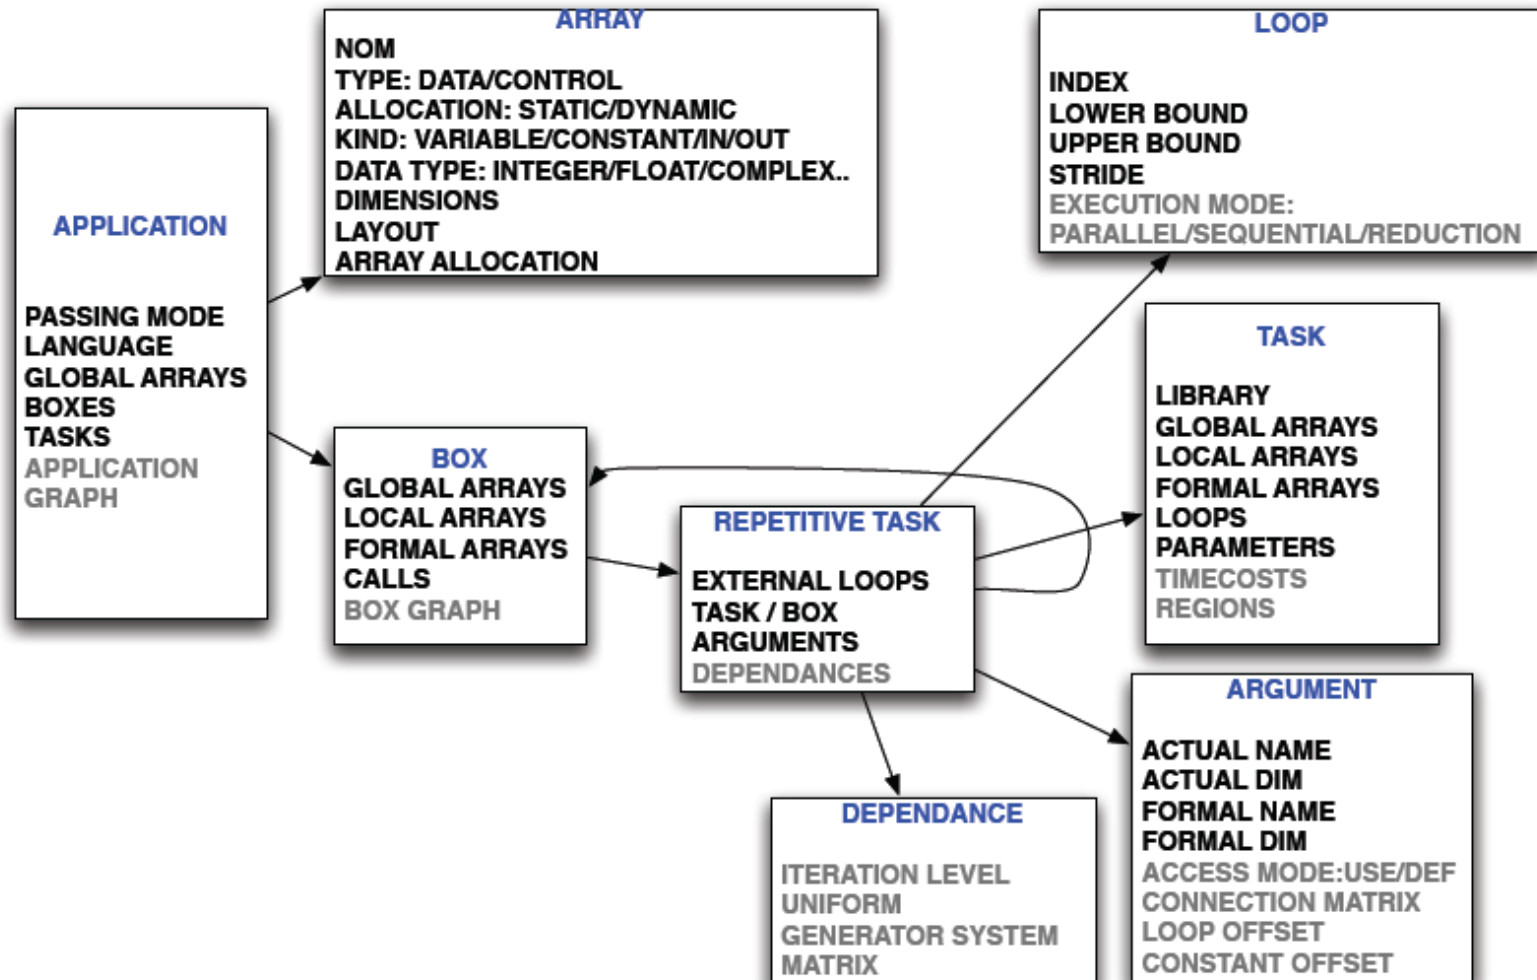 ARRAY
NOM
TYPE: DATA/CONTROL
ALLOCATION: STATIC/DYNAMIC
KIND: VARIABLE/CONSTANT/IN/OUT
DATA TYPE: INTEGER/FLOAT/COMPLEX..
DIMENSIONS
LAYOUT
ARRAY ALLOCATION
LOOP
INDEX
LOWER BOUND
UPPER BOUND
STRIDE
EXECUTION MODE:
PARALLEL/SEQUENTIAL/REDUCTION
APPLICATION
PASSING MODE
LANGUAGE
GLOBAL ARRAYS
BOXES
TASKS
APPLICATION
GRAPH
BOX
GLOBAL ARRAYS
LOCAL ARRAYS
FORMAL ARRAYS
CALLS
BOX GRAPH
REPETITIVE TASK
EXTERNAL LOOPS
TASK / BOX
ARGUMENTS
DEPENDANCES
TASK
LIBRARY
GLOBAL ARRAYS
LOCAL ARRAYS
FORMAL ARRAYS
LOOPS
PARAMETERS
TIMECOSTS
REGIONS
DEPENDANCE
ITERATION LEVEL
UNIFORM
GENERATOR SYSTEM
MATRIX
ARGUMENT
ACTUAL NAME
ACTUAL DIM
FORMAL NAME
FORMAL DIM
ACCESS MODE:USE/DEF
CONNECTION MATRIX
LOOP OFFSET
CONSTANT OFFSET